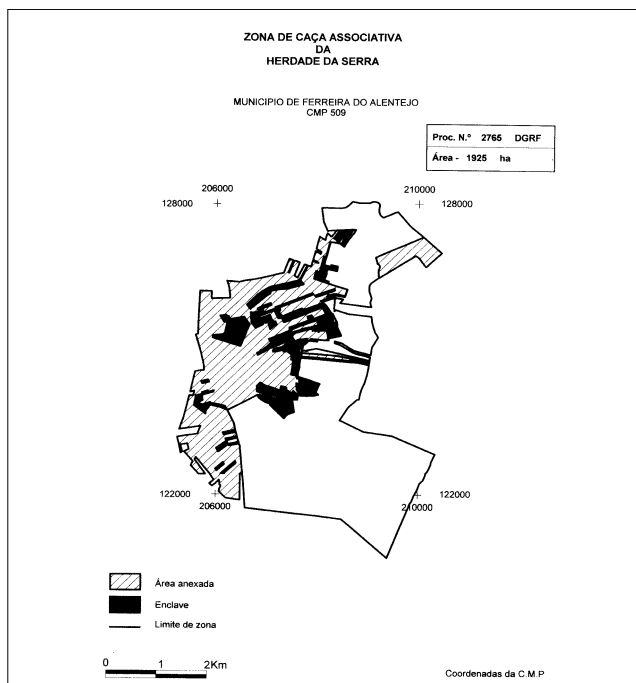 ZONA DE CAÇA ASSOCIATIVA
DA
HERDADE DA SERRA
MUNICIPIO DE FERREIRA DO ALENTEJO
CMP 509
Proc. N.º 2765 DGRF
Área - 1925 ha
206000
210000
128000
128000
122000
206000
210000
122000
Área anexada
Enclave
Limite de zona
0 1 2Km
Coordenadas da C.M.P